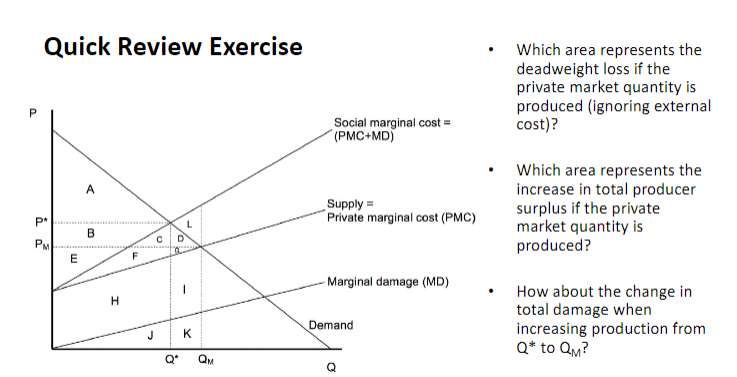 Quick Review Exercise
P
Social marginal cost =
(PMC+MD)
A
Supply =
Private marginal cost (PMC)
P*
L
B
C
D
PM
G
E
F
Marginal damage (MD)
I
H
Demand
J
K
Q*
QM
Q
• Which area represents the
deadweight loss if the
private market quantity is
produced (ignoring external
cost)?
• Which area represents the
increase in total producer
surplus if the private
market quantity is
produced?
• How about the change in
total damage when
increasing production from
Q* to QM?